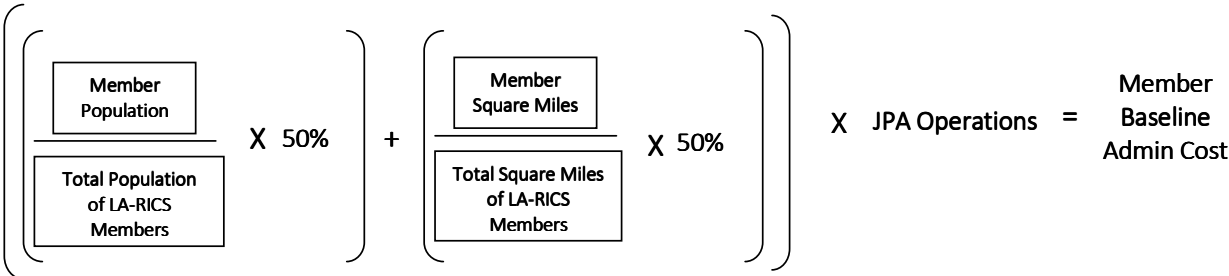 Member
Population
Total Population
of LA-RICS
Members
X 50%
+
Member
Square Miles
Total Square Miles
of LA-RICS
Members
X 50%
X JPA Operations =
Member
Baseline
Admin Cost